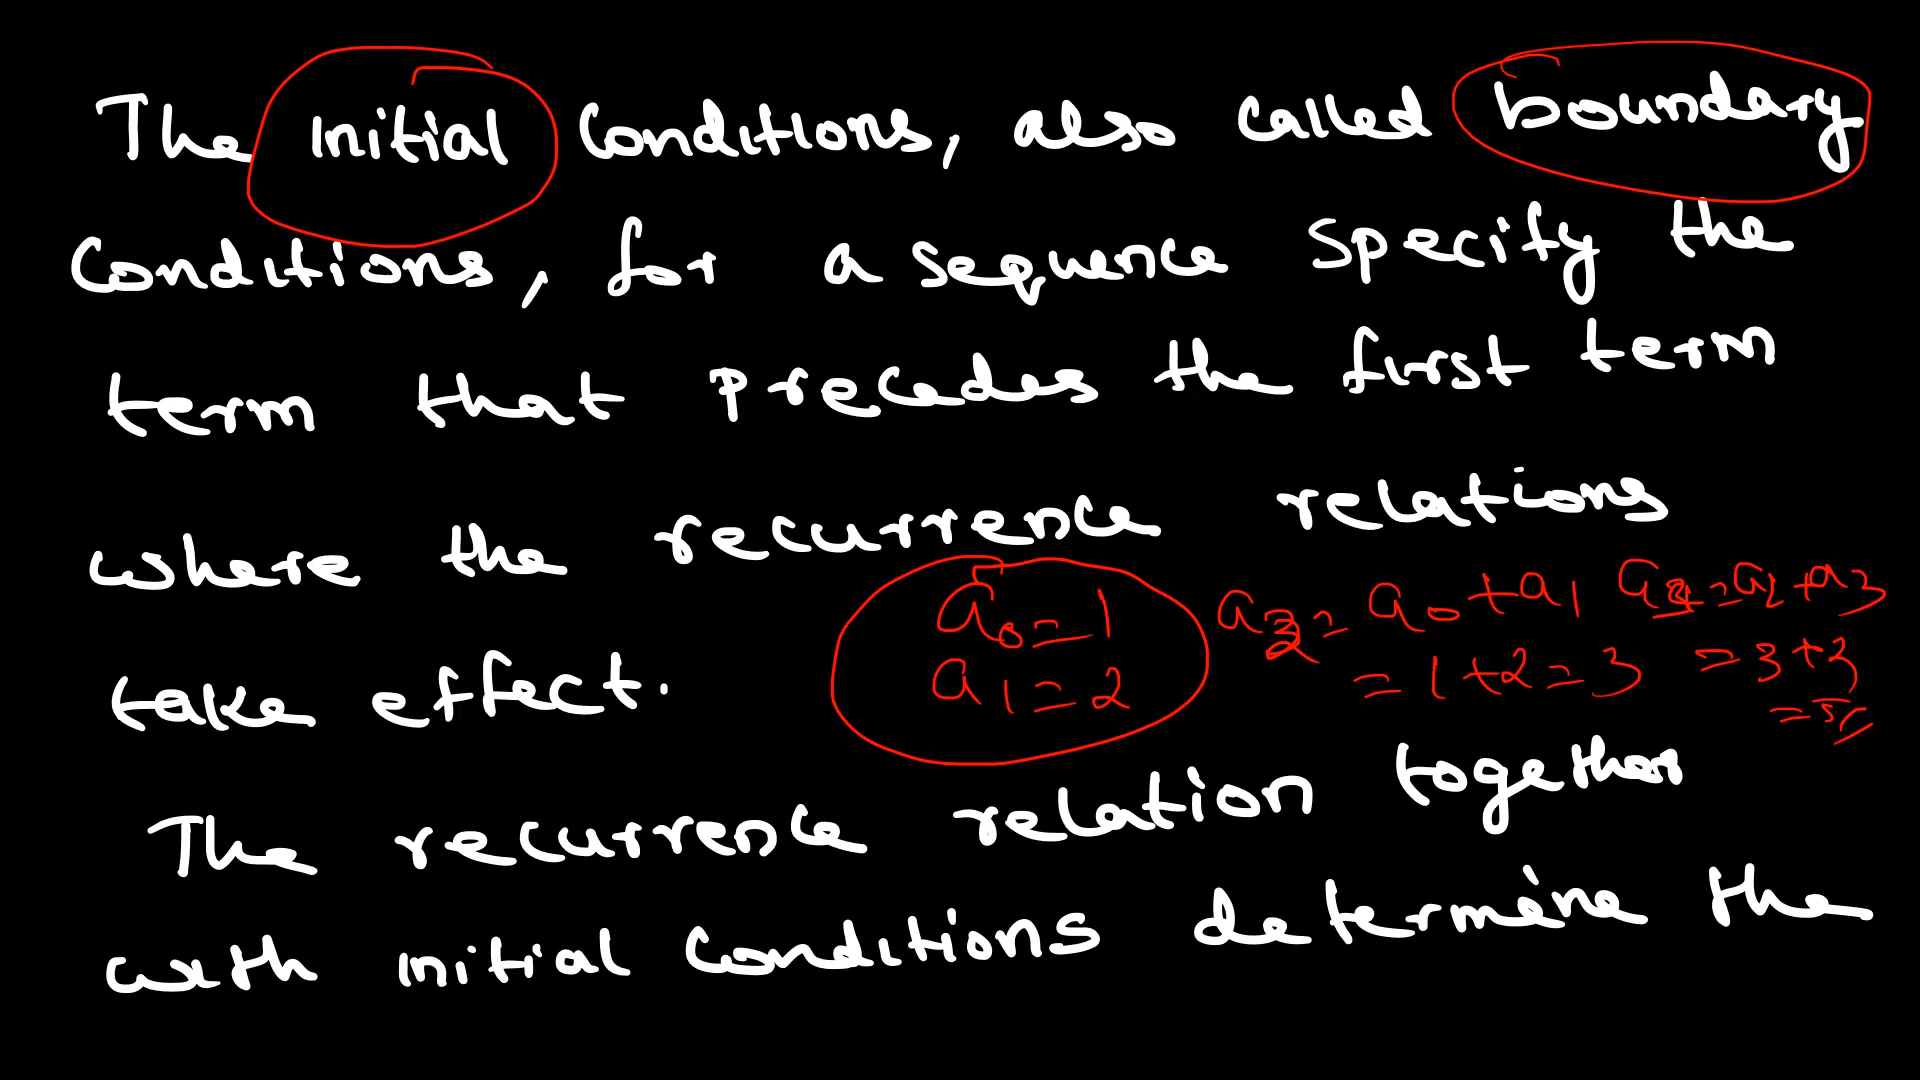 The initial conditions, also called boundary
conditions, for a sequence specify the
term that precedes the first term
where the recurrence relations
take effect.
a₀=1
a₁=2
= a₀+a₁
=1+2=3
=3+
The recurrence relation together
with initial conditions determine the